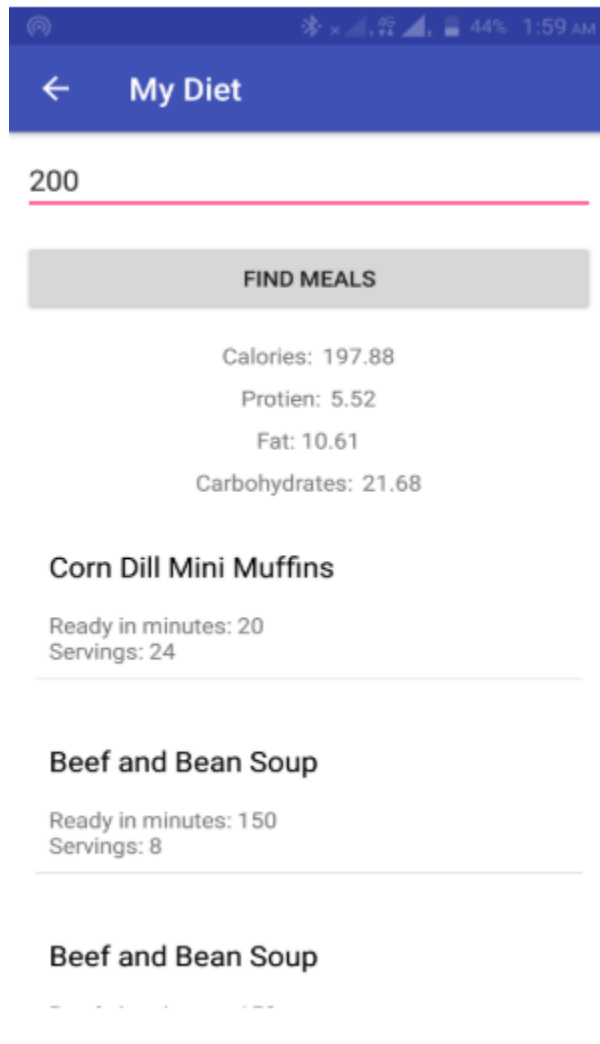 44% 1:59 AM
My Diet
200
FIND MEALS
Calories: 197.88
Protien: 5.52
Fat: 10.61
Carbohydrates: 21.68
Corn Dill Mini Muffins
Ready in minutes: 20
Servings: 24
Beef and Bean Soup
Ready in minutes: 150
Servings: 8
Beef and Bean Soup